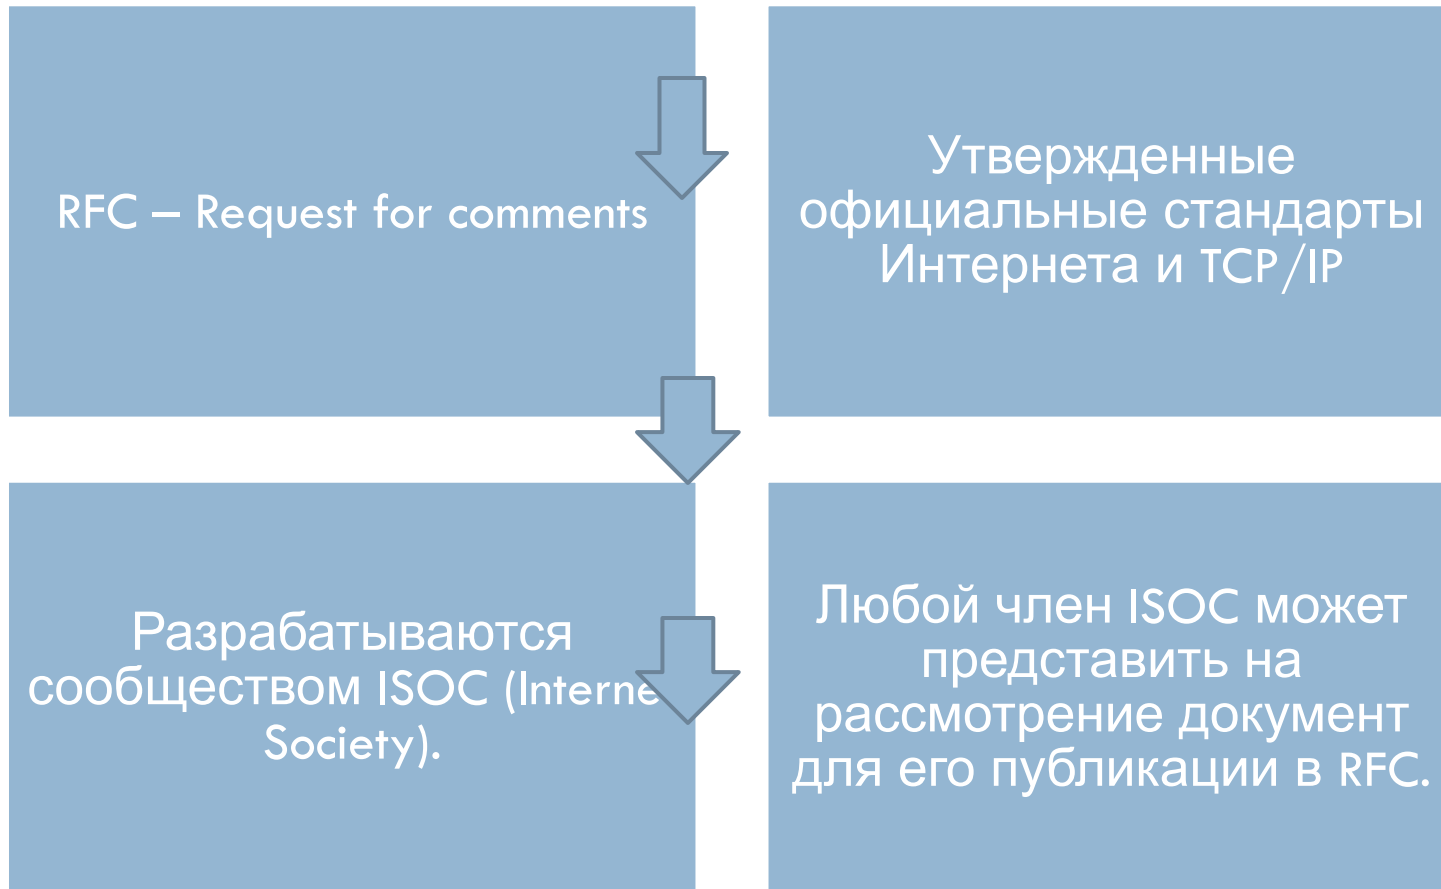 RFC – Request for comments
Утвержденные
официальные стандарты
Интернета и TCP/IP
Разрабатываются
сообществом ISOC (Interne
Society).
Любой член ISOC может
представить на
рассмотрение документ
для его публикации в RFC.